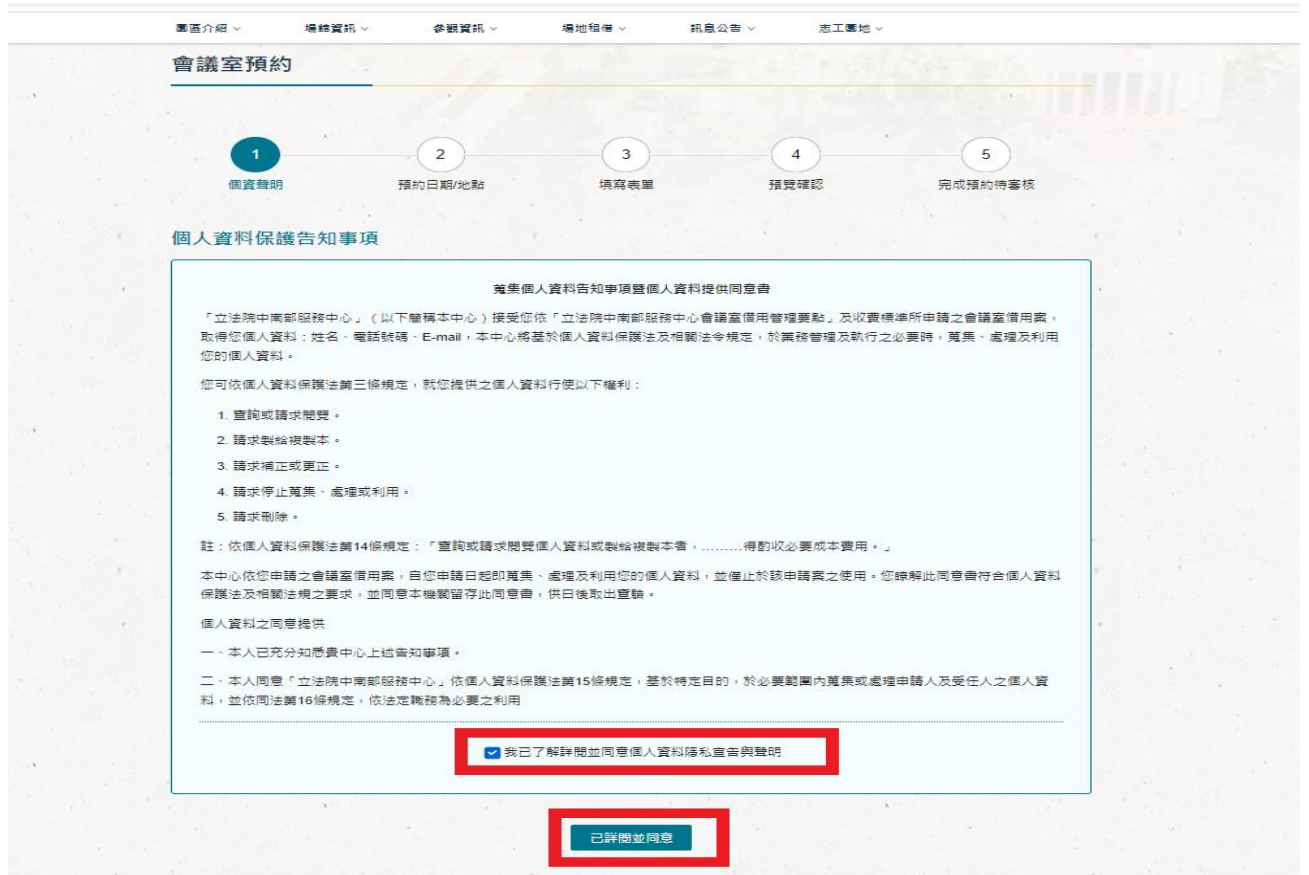 園區介紹
場館資訊
參觀資訊
場地租借
訊息公告
志工園地
會議室預約
1
2
3
4
5
個資聲明
預約日期/地點
填寫表單
預覽確認
完成預約待審核
個人資料保護告知事項
蒐集個人資料告知事項暨個人資料提供同意書
「立法院中南部服務中心」(以下簡稱本中心)接受您依「立法院中南部服務中心會議室借用管理要點」及收費標準所申請之會議室借用案,
取得您個人資料:姓名、電話號碼、E-mail,本中心將基於個人資料保護法及相關法令規定,於業務管理及執行之必要時,蒐集、處理及利用
您的個人資料。
您可依個人資料保護法第三條規定,就您提供之個人資料行使以下權利:
1. 查詢或請求閱覽。
2. 請求製給複製本。
3. 請求補正或更正。
4. 請求停止蒐集、處理或利用。
5. 請求刪除。
註:依個人資料保護法第14條規定:「查詢或請求閱覽個人資料或製給複製本者,.........得酌收必要成本費用。」
本中心依您申請之會議室借用案,自您申請日起即蒐集、處理及利用您的個人資料,並僅止於該申請案之使用。您瞭解此同意書符合個人資料
保護法及相關法規之要求,並同意本機關留存此同意書,供日後取出查驗。
個人資料之同意提供
一、本人已充分知悉貴中心上述告知事項。
二、本人同意「立法院中南部服務中心」依個人資料保護法第15條規定,基於特定目的,於必要範圍內蒐集或處理申請人及受任人之個人資
料,並依同法第16條規定,依法定職務為必要之利用
我已了解詳閱並同意個人資料隱私宣告與聲明
已詳閱並同意